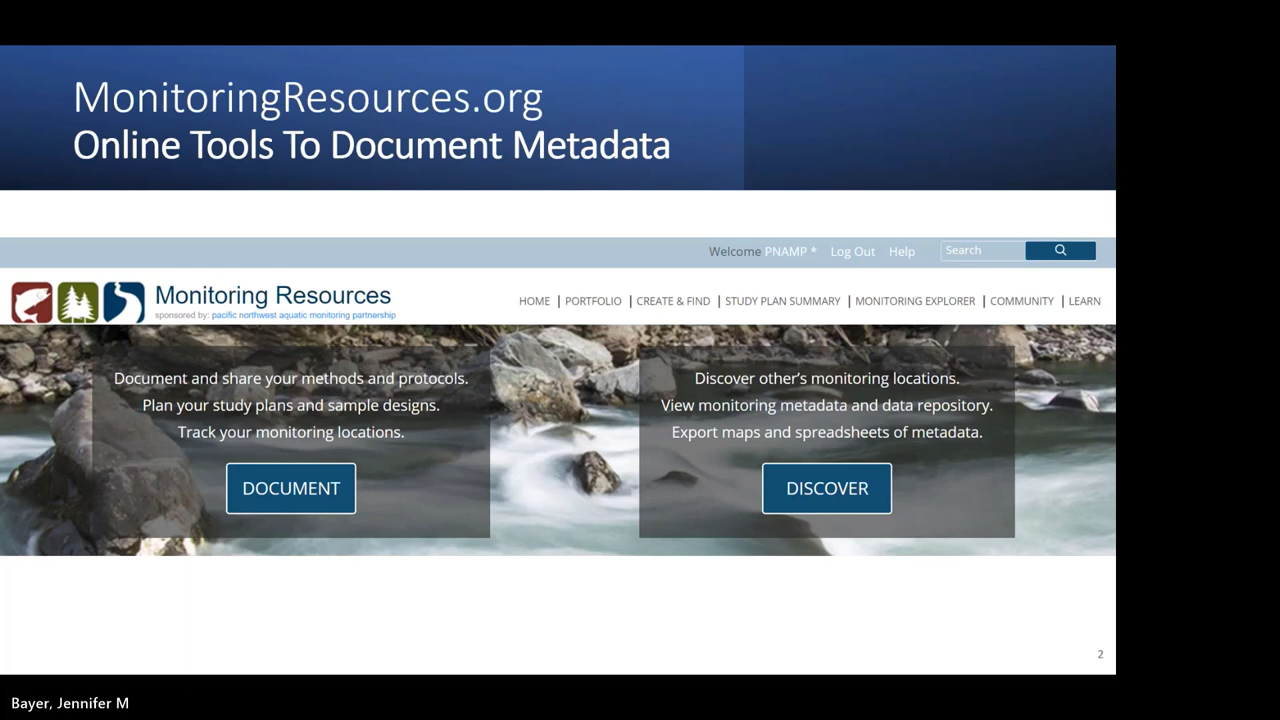 MonitoringResources.org
Online Tools To Document Metadata
Welcome PNAMP * Log Out Help Search
Monitoring Resources
sponsored by: pacific northwest aquatic monitoring partnership
HOME | PORTFOLIO | CREATE & FIND | STUDY PLAN SUMMARY | MONITORING EXPLORER | COMMUNITY | LEARN
Document and share your methods and protocols.
Plan your study plans and sample designs.
Track your monitoring locations.
DOCUMENT
Discover other's monitoring locations.
View monitoring metadata and data repository.
Export maps and spreadsheets of metadata.
DISCOVER
2
Bayer, Jennifer M